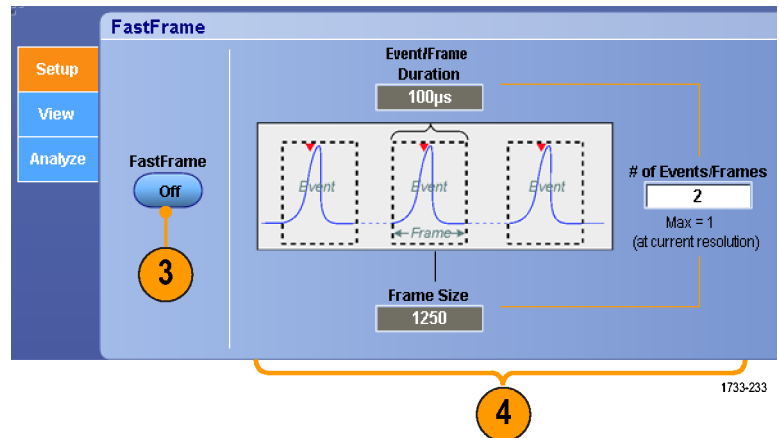 FastFrame
Setup
View
Analyze
FastFrame
Off
3
Event/Frame
Duration
100µs
Event
Event
Event
Frame
Frame Size
1250
# of Events/Frames
2
Max = 1
(at current resolution)
4
1733-233